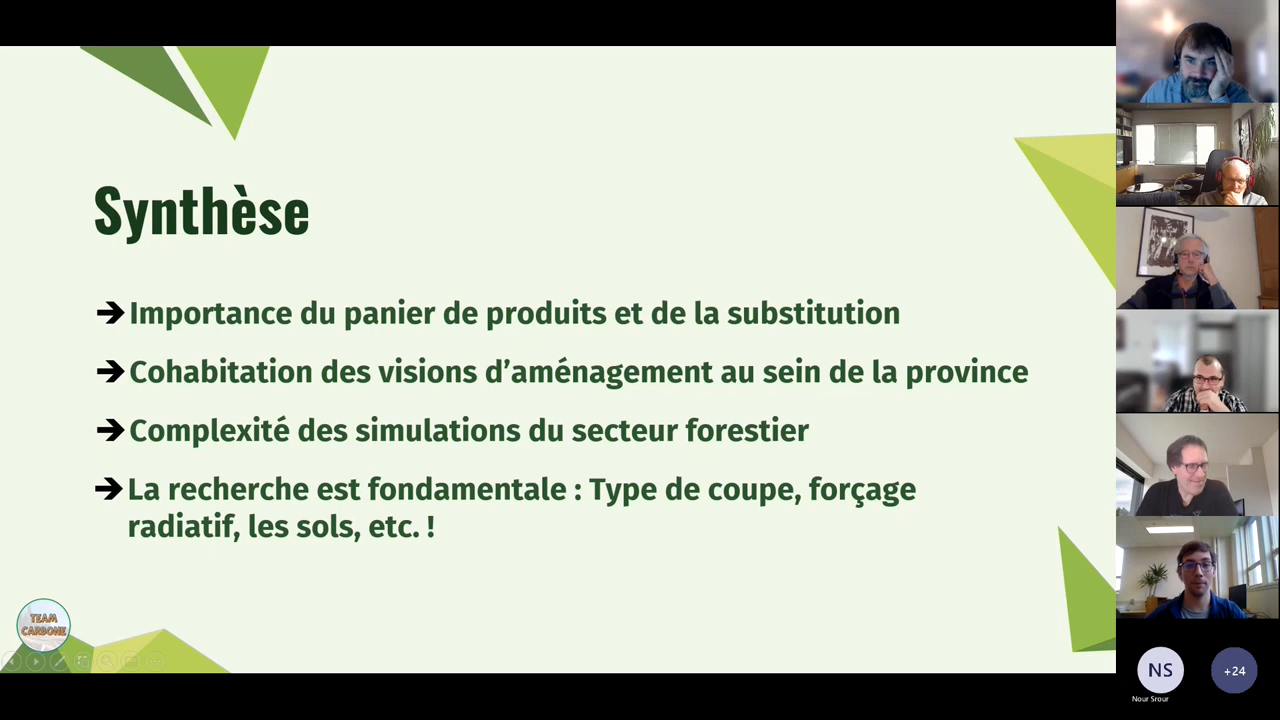 Synthèse
➔ Importance du panier de produits et de la substitution
➔ Cohabitation des visions d’aménagement au sein de la province
➔ Complexité des simulations du secteur forestier
➔ La recherche est fondamentale : Type de coupe, forçage
radiatif, les sols, etc. !
TEAM
CARBONE
NS
+24
Nour Srour